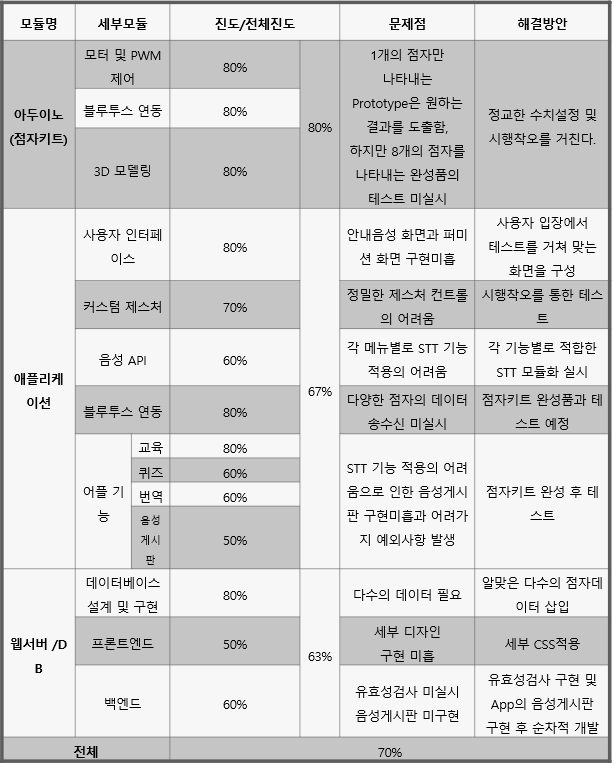 모듈명 세부모듈 진도/전체진도 문제점 해결방안
아두이노
(점자키트)
모터 및 PWM
제어
80%
블루투스 연동
80%
3D 모델링
80%
80%
1개의 점자만
나타내는
Prototype은 원하는
결과를 도출함,
하지만 8개의 점자를
나타내는 완성품의
테스트 미실시
정교한 수치설정 및
시행착오를 거친다.
애플리케
이션
사용자 인터페
이스
80%
67%
안내음성 화면과 퍼미
션 화면 구현미흡
사용자 입장에서
테스트를 거쳐 맞는
화면을 구성
커스텀 제스처
70%
정밀한 제스처 컨트롤
의 어려움
시행착오를 통한 테스
트
음성 API
60%
각 메뉴별로 STT 기능
적용의 어려움
각 기능별로 적합한
STT 모듈화 실시
블루투스 연동
80%
다양한 점자의 데이터
송수신 미실시
점자키트 완성품과 테
스트 예정
어플 기
능
교육
80%
퀴즈
60%
번역
60%
음성
게시
판
50%
STT 기능 적용의 어려
움으로 인한 음성게시
판 구현미흡과 여러가
지 예외사항 발생
점자키트 완성 후 테
스트
웹서버 /D
B
데이터베이스
설계 및 구현
80%
63%
다수의 데이터 필요
알맞은 다수의 점자데
이터 삽입
프론트엔드
50%
세부 디자인
구현 미흡
세부 CSS적용
백엔드
60%
유효성검사 미실시
음성게시판 미구현
유효성검사 구현 및
App의 음성게시판
구현 후 순차적 개발
전체 70%